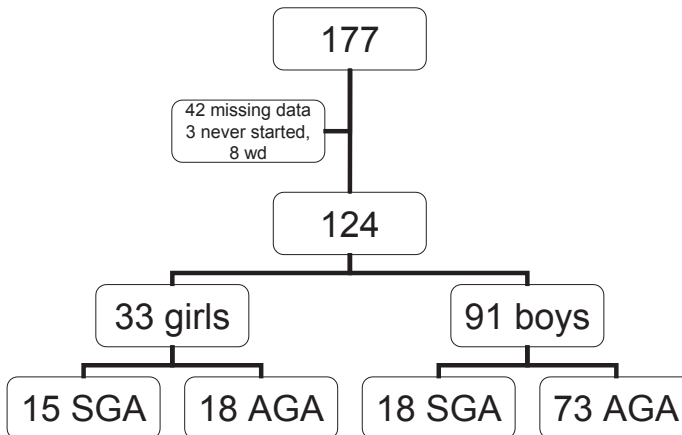 177
42 missing data
3 never started,
8 wd
124
33 girls
91 boys
15 SGA
18 AGA
18 SGA
73 AGA